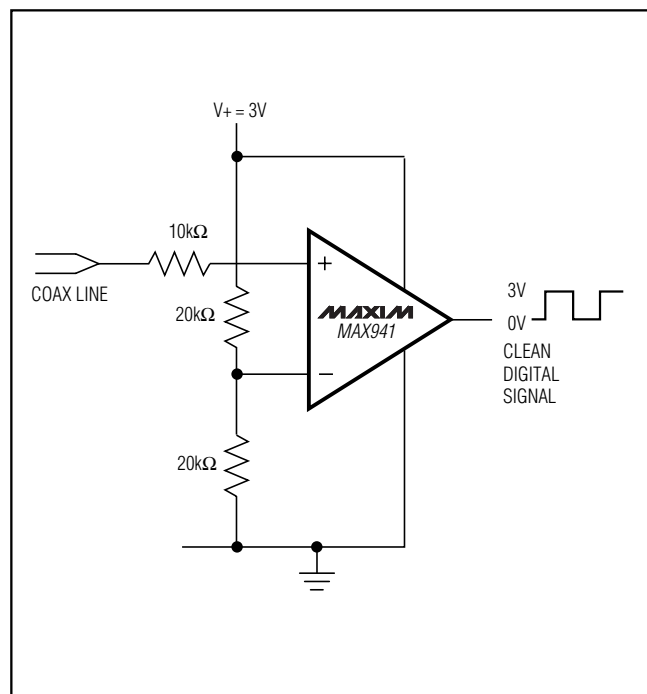 V+ = 3V
10kΩ
COAX LINE
20kΩ
+
MAXIM
MAX941
–
20kΩ
3V
0V
CLEAN
DIGITAL
SIGNAL